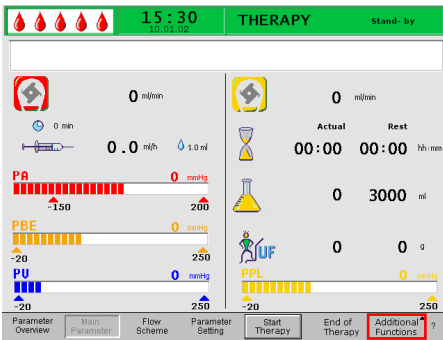 15:30
10.01.02
THERAPY
Stand- by
0 ml/min
0 min
0.0 ml/h
1.0 ml
PA 0 mmHg
-150 200
PBE 0 mmHg
-20 250
PV 0 mmHg
-20 250
0 ml/min
Actual Rest
00:00 00:00 hh:mm
0 3000 ml
UF 0 0 g
PPL 0 mmHg
-20 250
Parameter Overview
Main Parameter
Flow Scheme
Parameter Setting
Start Therapy
End of Therapy
Additional Functions
?